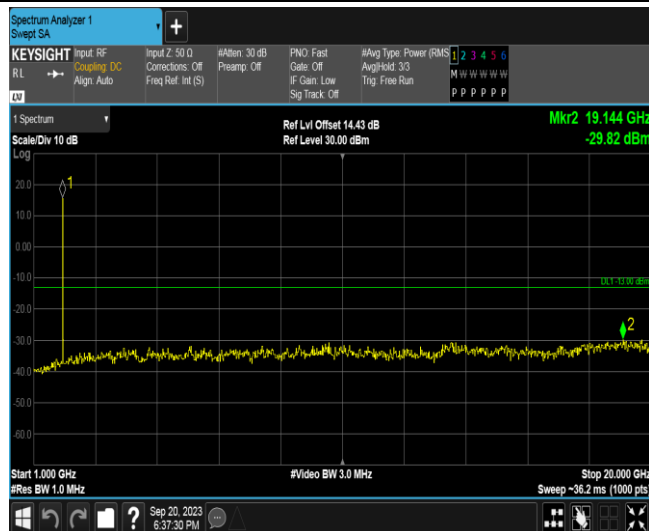 Spectrum Analyzer 1
Swept SA
+
KEYSIGHT
RL
LXI
Input: RF
Coupling: DC
Align: Auto
Input Z: 50 Ω
Corrections: Off
Freq Ref: Int (S)
#Atten: 30 dB
Preamp: Off
PNO: Fast
Gate: Off
IF Gain: Low
Sig Track: Off
#Avg Type: Power (RMS
Avg|Hold: 3/3
Trig: Free Run
1 2 3 4 5 6
M W W W W W
P P P P P P
1 Spectrum
Scale/Div 10 dB
Log
Ref Lvl Offset 14.43 dB
Ref Level 30.00 dBm
Mkr2 19.144 GHz
-29.82 dBm
20.0
10.0
0.00
-10.0
-20.0
-30.0
-40.0
-50.0
-60.0
1
DL1 -13.00 dBm
2
Start 1.000 GHz
#Res BW 1.0 MHz
#Video BW 3.0 MHz
Stop 20.000 GHz
Sweep ~36.2 ms (1000 pts)
?
Sep 20, 2023
6:37:30 PM